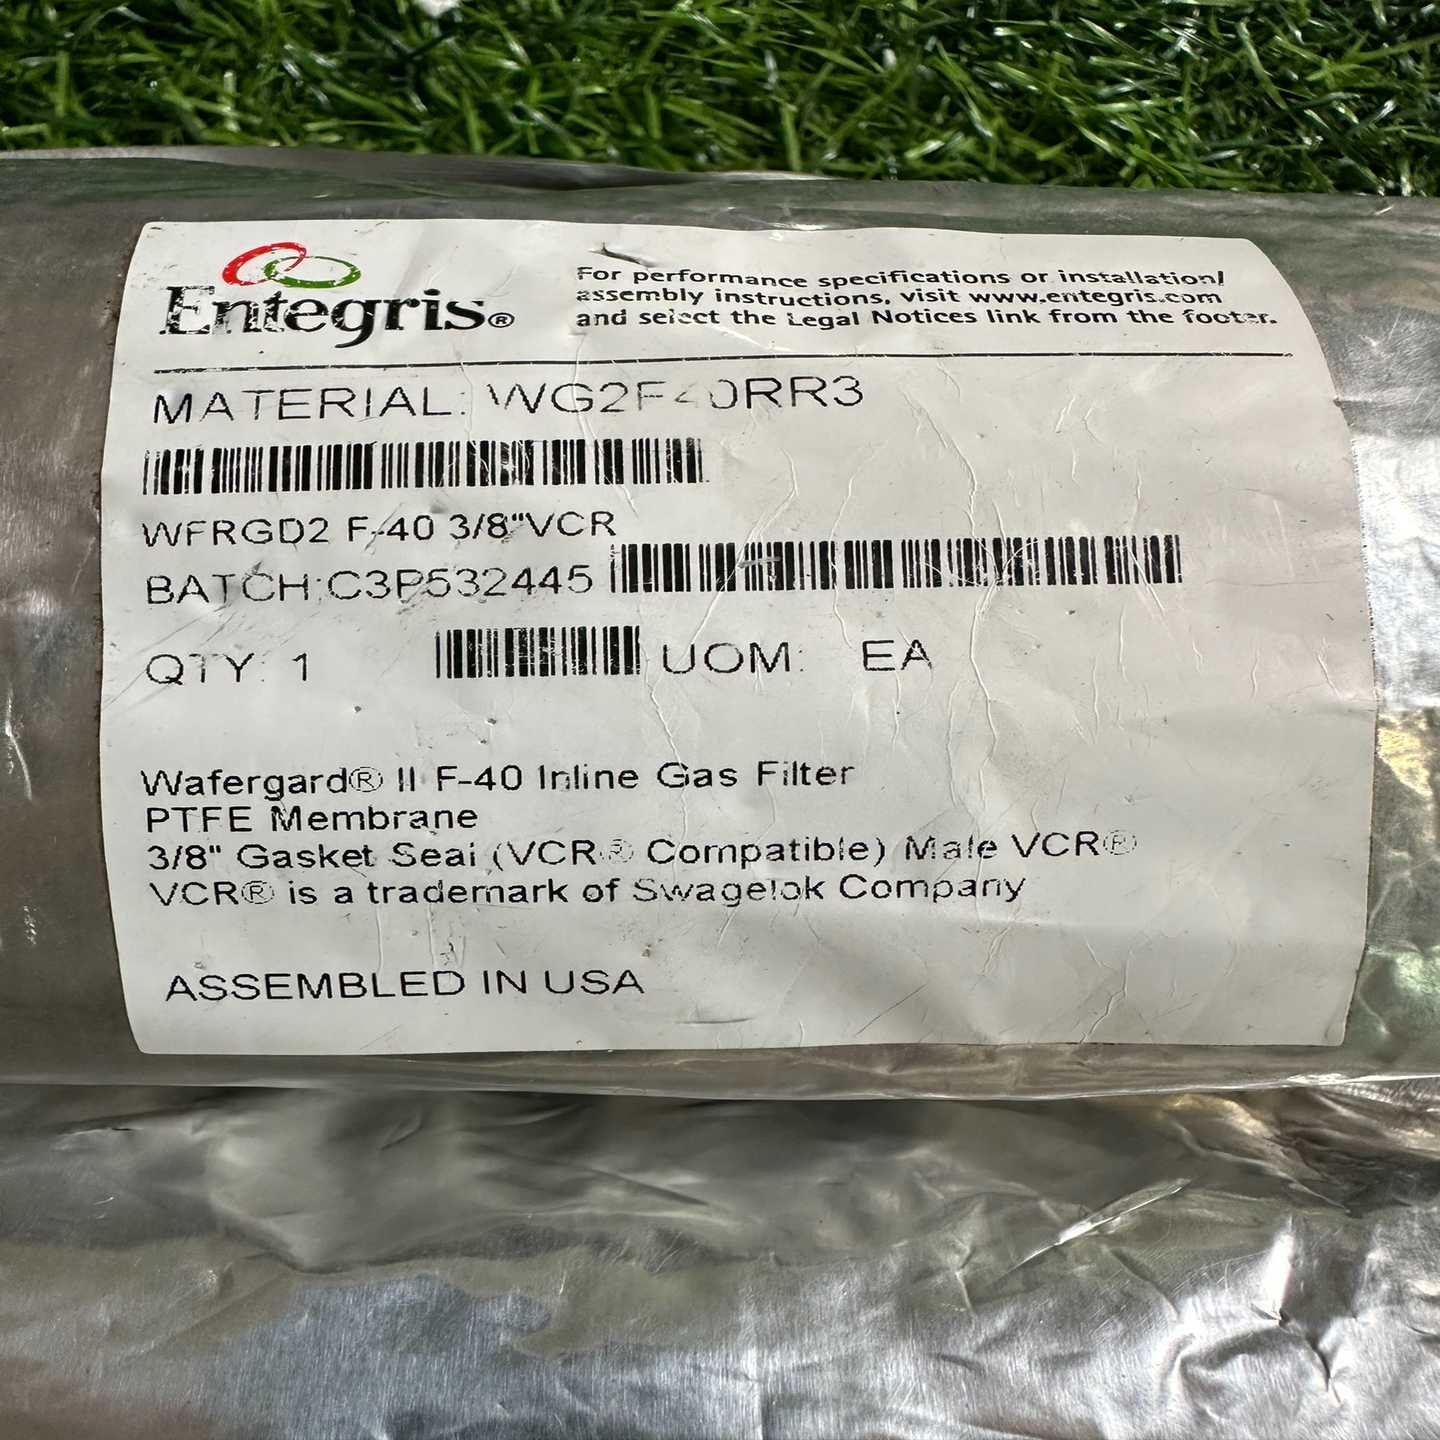 Entegris®
For performance specifications or installation/
assembly instructions, visit www.entegris.com
and select the Legal Notices link from the footer.
MATERIAL: WG2F40RR3
WFRGD2 F-40 3/8"VCR
BATCH:C3P532445
QTY: 1 UOM: EA
Wafergard® II F-40 Inline Gas Filter
PTFE Membrane
3/8" Gasket Seal (VCR® Compatible) Male VCR®
VCR® is a trademark of Swagelok Company
ASSEMBLED IN USA